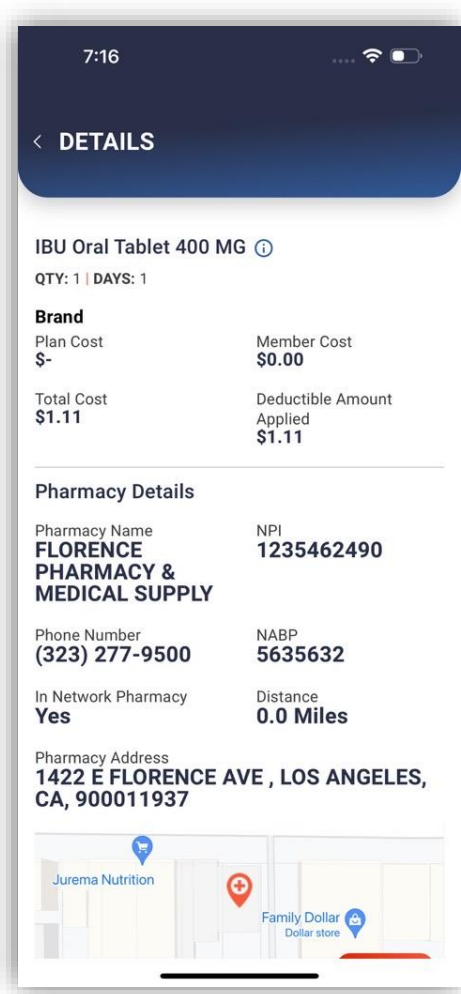 7:16
DETAILS
IBU Oral Tablet 400 MG
QTY: 1 | DAYS: 1
Brand
Plan Cost
$-
Member Cost
$0.00
Total Cost
$1.11
Deductible Amount
Applied
$1.11
Pharmacy Details
Pharmacy Name
FLORENCE
PHARMACY &
MEDICAL SUPPLY
NPI
1235462490
Phone Number
(323) 277-9500
NABP
5635632
In Network Pharmacy
Yes
Distance
0.0 Miles
Pharmacy Address
1422 E FLORENCE AVE , LOS ANGELES,
CA, 900011937
Jurema Nutrition
Family Dollar
Dollar store